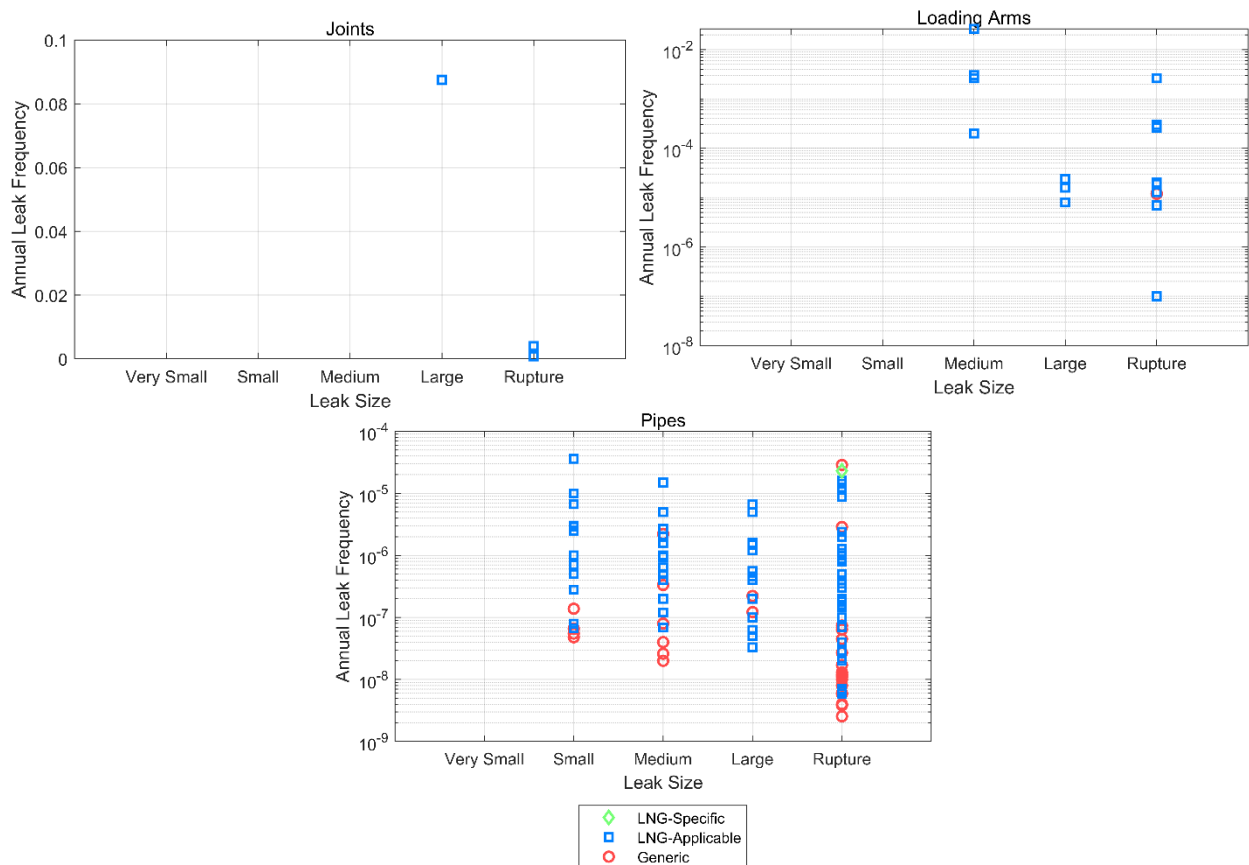 Joints
0.1
0.08
0.06
0.04
0.02
0
Annual Leak Frequency
Very Small Small Medium Large Rupture
Leak Size
Loading Arms
10^-2
10^-4
10^-6
10^-8
Annual Leak Frequency
Very Small Small Medium Large Rupture
Leak Size
Pipes
10^-4
10^-5
10^-6
10^-7
10^-8
10^-9
Annual Leak Frequency
Very Small Small Medium Large Rupture
Leak Size
LNG-Specific
LNG-Applicable
Generic